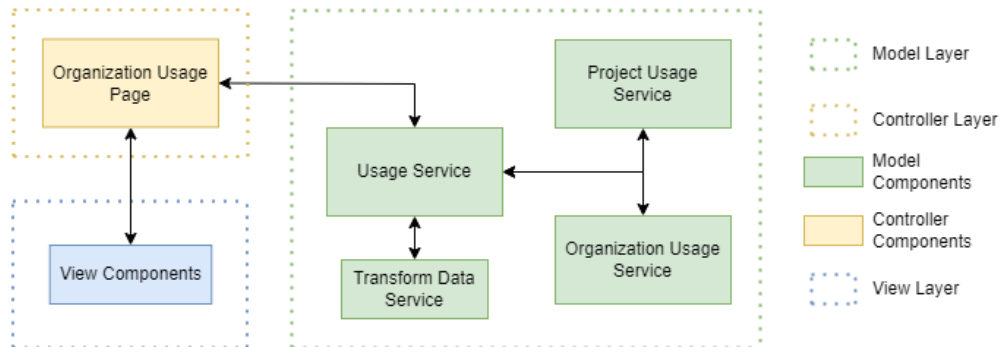 Organization Usage
Page
View Components
Usage Service
Transform Data
Service
Project Usage
Service
Organization Usage
Service
Model Layer
Controller Layer
Model
Components
Controller
Components
View Layer